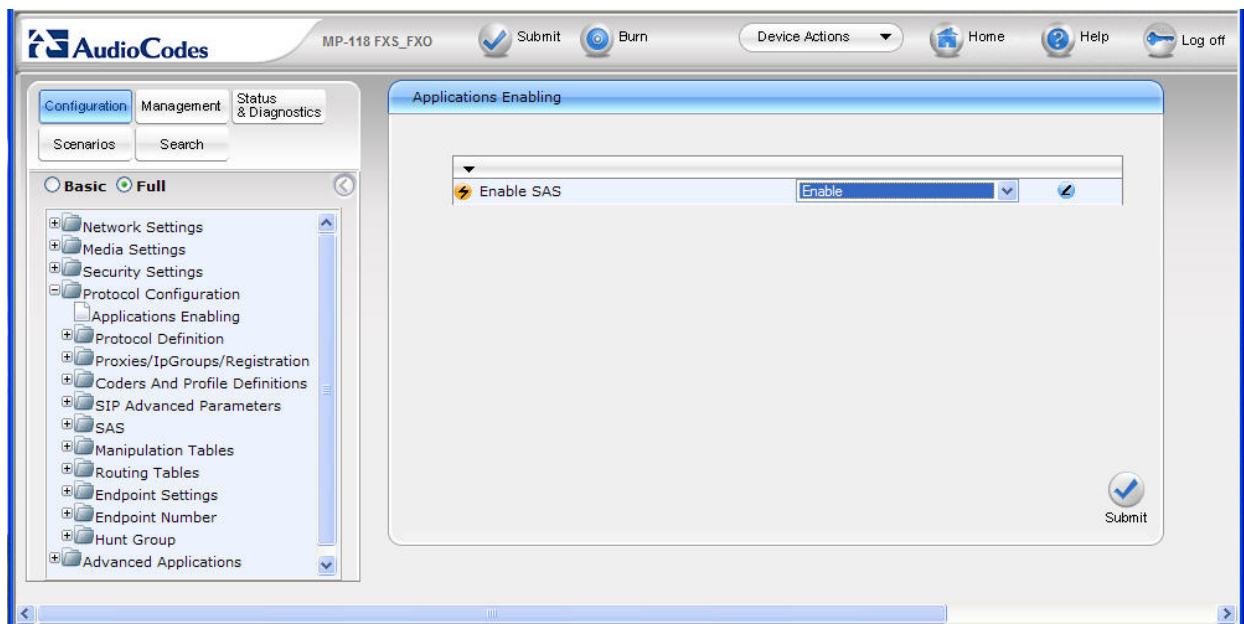 AudioCodes
MP-118 FXS_FXO
Submit
Burn
Device Actions
Home
Help
Log off
Configuration
Management
Status
& Diagnostics
Scenarios
Search
Basic
Full
Network Settings
Media Settings
Security Settings
Protocol Configuration
Applications Enabling
Protocol Definition
Proxies/IpGroups/Registration
Coders And Profile Definitions
SIP Advanced Parameters
SAS
Manipulation Tables
Routing Tables
Endpoint Settings
Endpoint Number
Hunt Group
Advanced Applications
Applications Enabling
Enable SAS
Enable
Submit